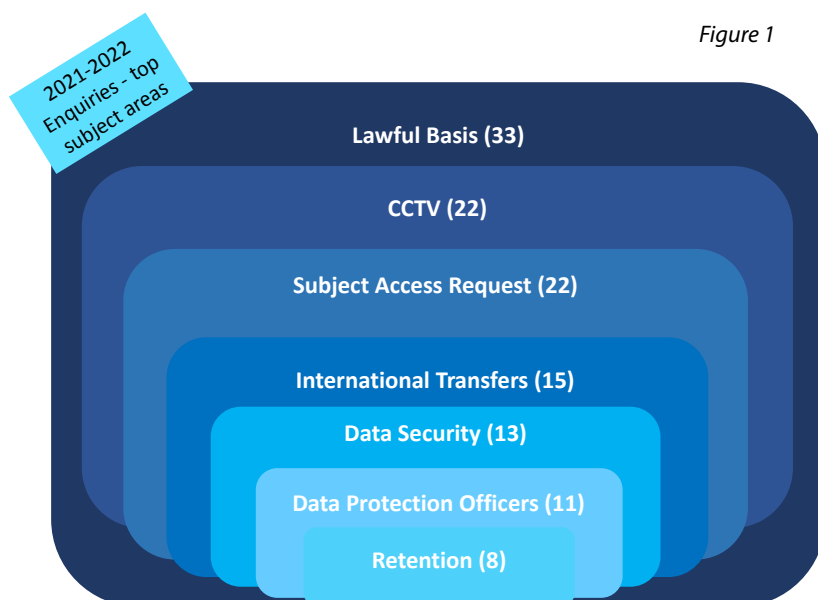 Figure 1
2021-2022
Enquiries - top
subject areas
Lawful Basis (33)
CCTV (22)
Subject Access Request (22)
International Transfers (15)
Data Security (13)
Data Protection Officers (11)
Retention (8)